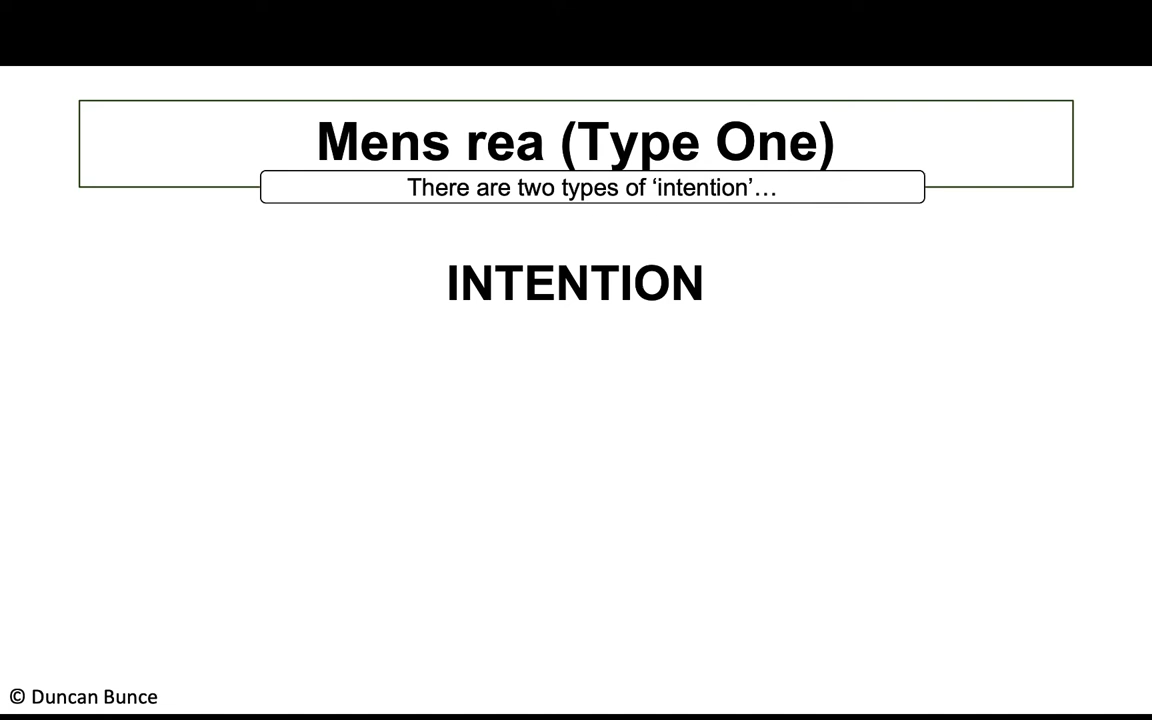 Mens rea (Type One)
There are two types of ‘intention’…
INTENTION
© Duncan Bunce